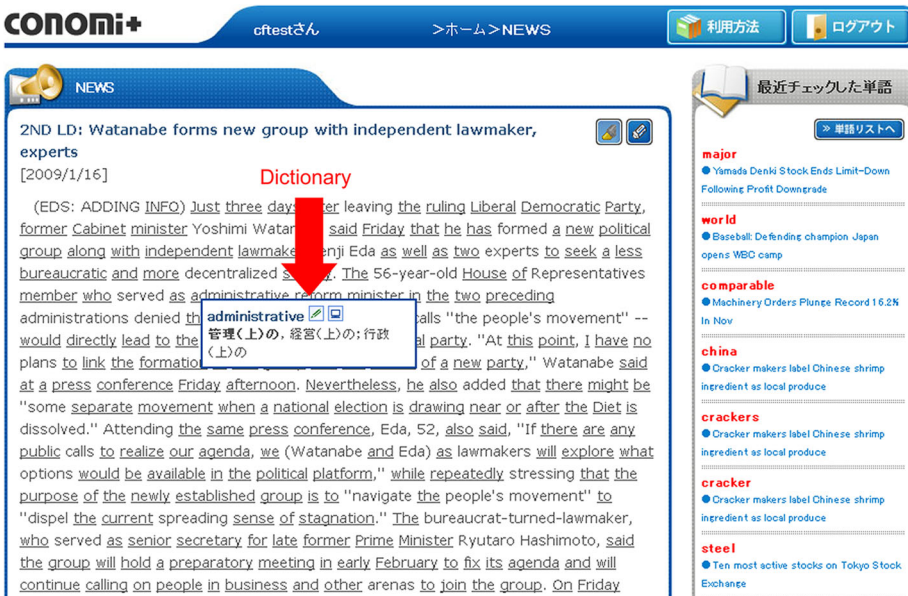 conomi+
cftestさん
>ホーム>NEWS
利用方法
ログアウト
NEWS
2ND LD: Watanabe forms new group with independent lawmaker,
experts
[2009/1/16]
Dictionary
(EDS: ADDING INFO) Just three days after leaving the ruling Liberal Democratic Party,
former Cabinet minister Yoshimi Watan said Friday that he has formed a new political
group along with independent lawmake enji Eda as well as two experts to seek a less
bureaucratic and more decentralized s y. The 56-year-old House of Representatives
member who served as administrative reform minister in the two preceding
administrations denied th alls "the people's movement" --
would directly lead to the al party. "At this point, I have no
plans to link the formation of a new party," Watanabe said
at a press conference Friday afternoon. Nevertheless, he also added that there might be
"some separate movement when a national election is drawing near or after the Diet is
dissolved." Attending the same press conference, Eda, 52, also said, "If there are any
public calls to realize our agenda, we (Watanabe and Eda) as lawmakers will explore what
options would be available in the political platform," while repeatedly stressing that the
purpose of the newly established group is to "navigate the people's movement" to
"dispel the current spreading sense of stagnation." The bureaucrat-turned-lawmaker,
who served as senior secretary for late former Prime Minister Ryutaro Hashimoto, said
the group will hold a preparatory meeting in early February to fix its agenda and will
continue calling on people in business and other arenas to join the group. On Friday
administrative
管理(上)の, 経営(上)の;行政
(上)の
最近チェックした単語
≫ 単語リストへ
major
●Yamada Denki Stock Ends Limit-Down
Following Profit Downgrade
world
●Baseball: Defending champion Japan
opens WBC camp
comparable
●Machinery Orders Plunge Record 16.2%
In Nov
china
●Cracker makers label Chinese shrimp
ingredient as local produce
crackers
●Cracker makers label Chinese shrimp
ingredient as local produce
cracker
●Cracker makers label Chinese shrimp
ingredient as local produce
steel
●Ten most active stocks on Tokyo Stock
Exchange